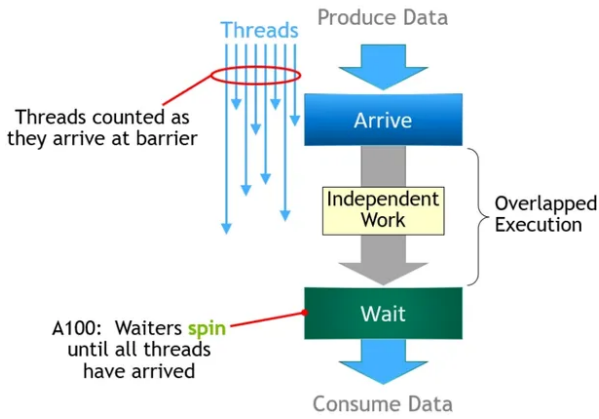 Threads
Produce Data
Threads counted as
they arrive at barrier
Arrive
Independent
Work
Overlapped
Execution
A100: Waiters spin
until all threads
have arrived
Wait
Consume Data